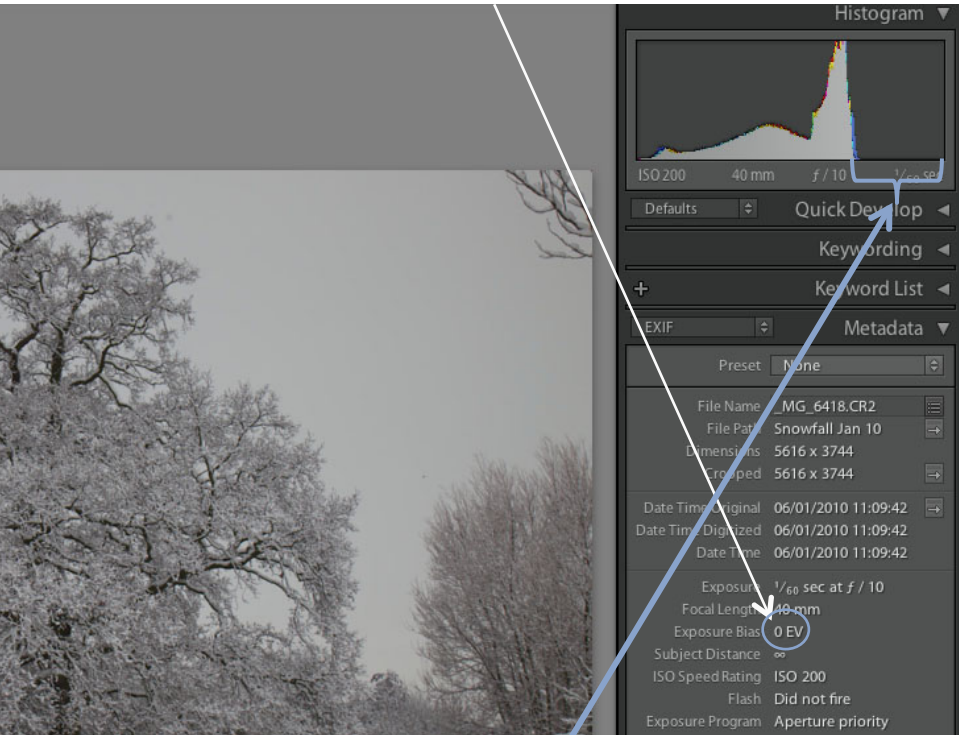 Histogram
ISO 200 40 mm f / 10 1/60 sec
Defaults Quick Develop
Keywording
+ Keyword List
EXIF Metadata
Preset None
File Name _MG_6418.CR2
File Path Snowfall Jan 10
Dimensions 5616 x 3744
Cropped 5616 x 3744
Date Time Original 06/01/2010 11:09:42
Date Time Digitized 06/01/2010 11:09:42
Date Time 06/01/2010 11:09:42
Exposure 1/60 sec at f / 10
Focal Length 40 mm
Exposure Bias 0 EV
Subject Distance ∞
ISO Speed Rating ISO 200
Flash Did not fire
Exposure Program Aperture priority